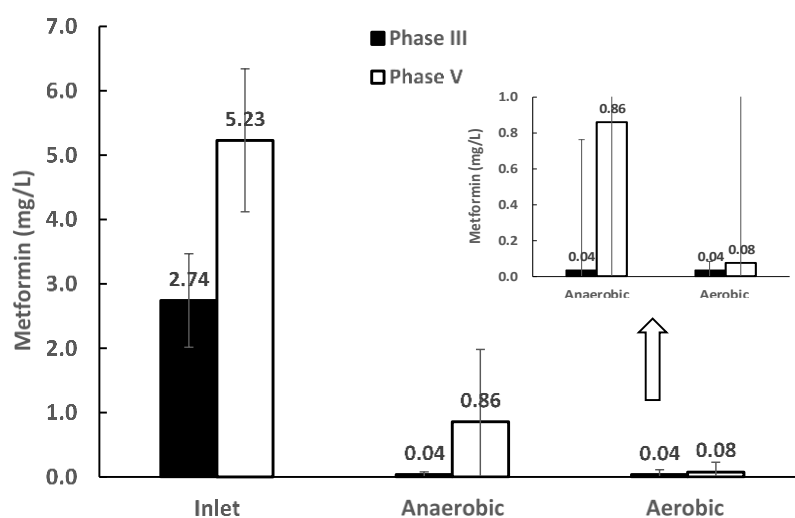 7.0
6.0
5.0
4.0
3.0
2.0
1.0
0.0
Metformin (mg/L)
Phase III
Phase V
2.74
5.23
0.04
0.86
0.04
0.08
Inlet
Anaerobic
Aerobic
1.0
0.8
0.6
0.4
0.2
0.0
Metformin (mg/L)
0.04
0.86
0.04
0.08
Anaerobic
Aerobic